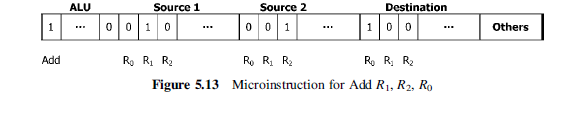 ALU Source 1 Source 2 Destination
1 ... 0 0 1 0 ... 0 0 1 ... 1 0 0 ... Others
Add R₀ R₁ R₂ R₀ R₁ R₂ R₀ R₁ R₂
Figure 5.13 Microinstruction for Add R₁, R₂, R₀